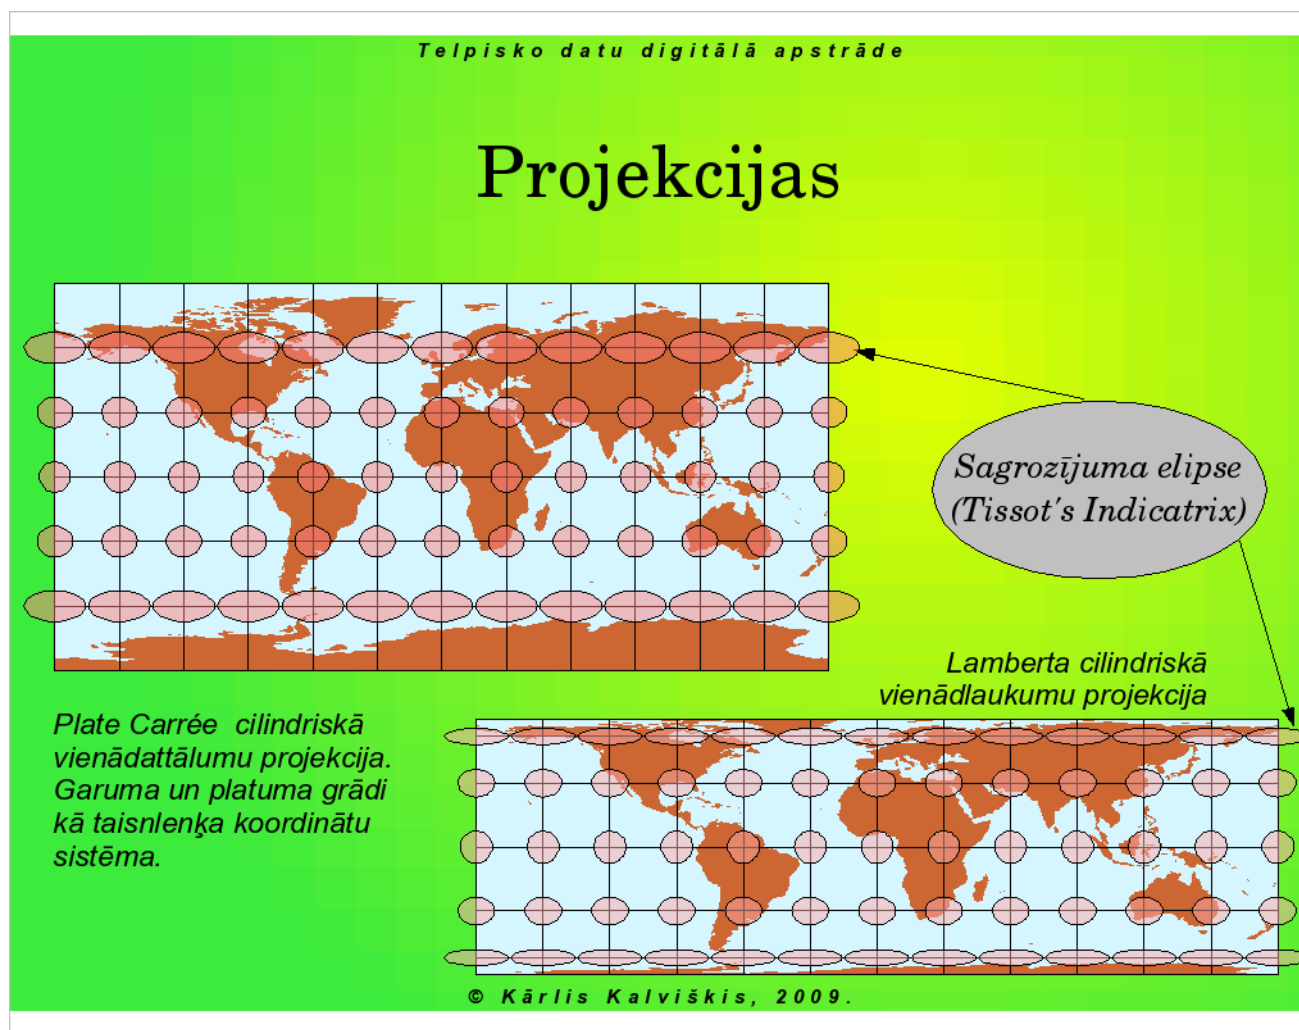 Telpisko datu digitālā apstrāde
Projekcijas
Sagrozījuma elipse
(Tissot's Indicatrix)
Lamberta cilindriskā
vienādlaukumu projekcija
Plate Carrée cilindriskā
vienādattālumu projekcija.
Garuma un platuma grādi
kā taisnlenķa koordinātu
sistēma.
© Kārlis Kalviškis, 2009.